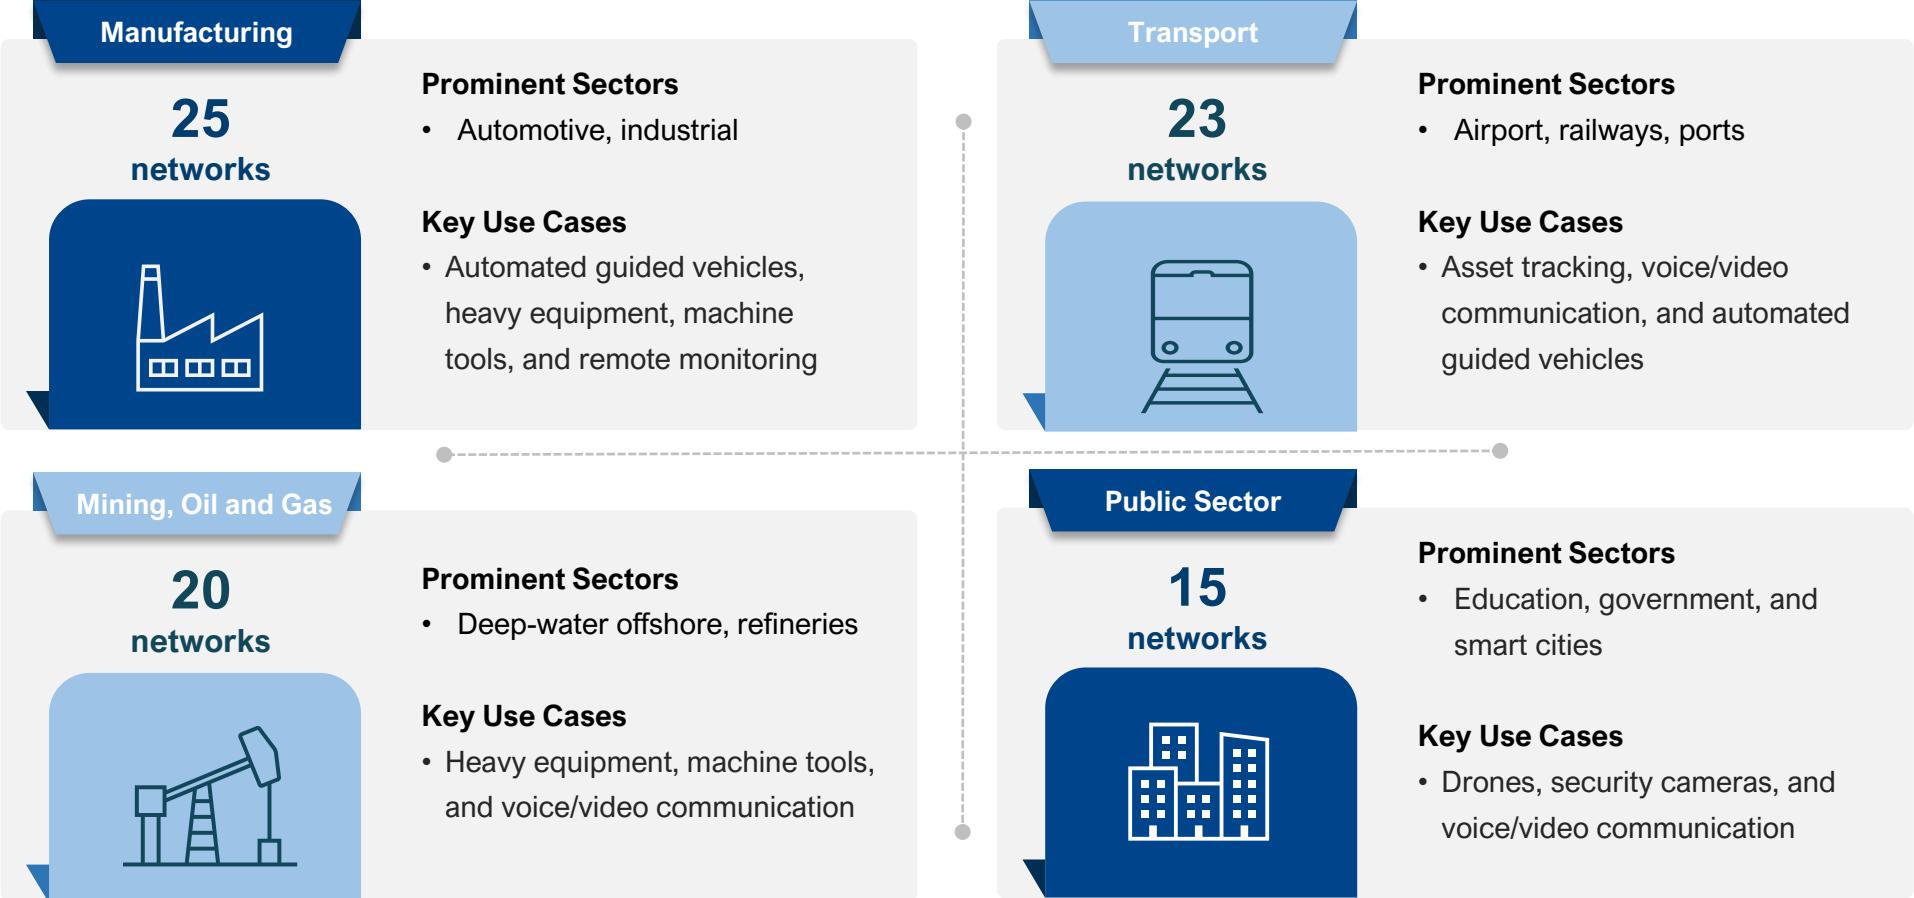 Manufacturing
25
networks
Prominent Sectors
• Automotive, industrial
Key Use Cases
• Automated guided vehicles,
heavy equipment, machine
tools, and remote monitoring
Transport
23
networks
Prominent Sectors
• Airport, railways, ports
Key Use Cases
• Asset tracking, voice/video
communication, and automated
guided vehicles
Mining, Oil and Gas
20
networks
Prominent Sectors
• Deep-water offshore, refineries
Key Use Cases
• Heavy equipment, machine tools,
and voice/video communication
Public Sector
15
networks
Prominent Sectors
• Education, government, and
smart cities
Key Use Cases
• Drones, security cameras, and
voice/video communication